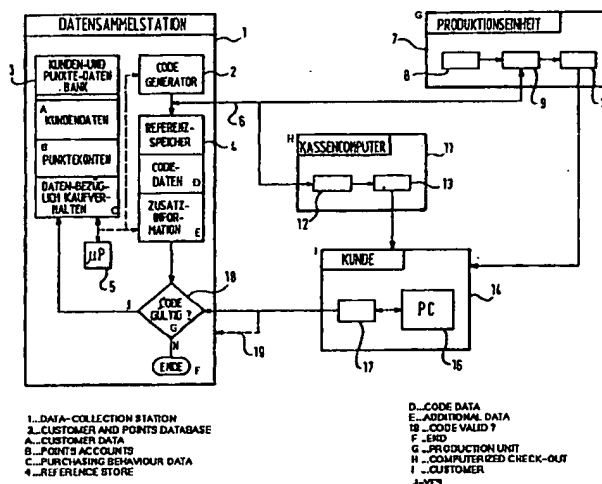 DATENSAMMELSTATION
1
3
KUNDEN-UND
PUNKTE-DATEN
BANK
A
KUNDENDATEN
B
PUNKTEKONTEN
DATEN-BEZÜG-
LICH KAUFVER-
HALTEN
C
µP
5
CODE
GENERATOR
2
6
REFERENZ-
SPEICHER
4
CODE-
DATEN
D
ZUSATZ-
INFORMATION
E
CODE
GÜLTIG ?
G
18
J
N
ENDE
F
19
G
PRODUKTIONSEINHEIT
7
8
9
H
KASSENCOMPUTER
11
12
13
I
KUNDE
14
PC
16
17
1...DATA-COLLECTION STATION
3...CUSTOMER AND POINTS DATABASE
A...CUSTOMER DATA
B...POINTS ACCOUNTS
C...PURCHASING BEHAVIOUR DATA
4...REFERENCE STORE
D...CODE DATA
E...ADDITIONAL DATA
18...CODE VALID ?
F...END
G...PRODUCTION UNIT
H...COMPUTERIZED CHECK-OUT
I...CUSTOMER
J...YES